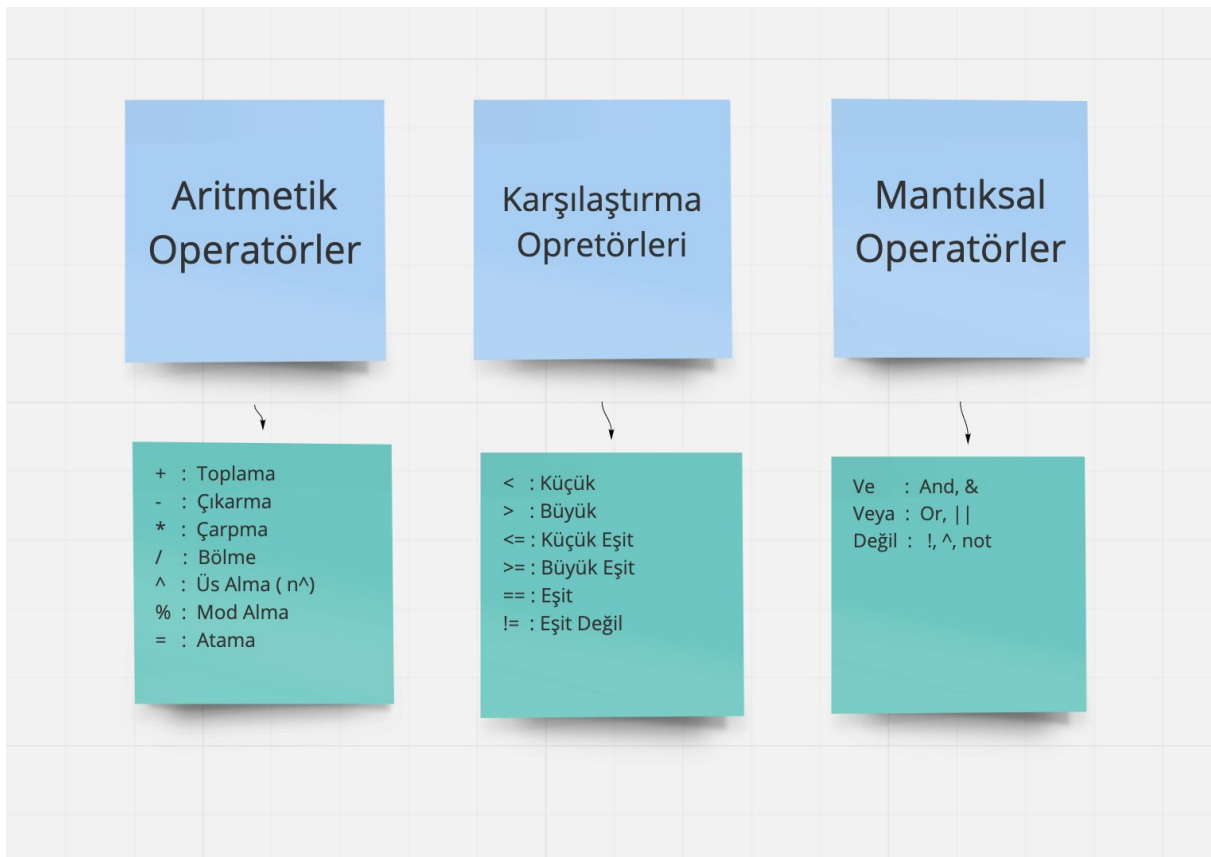 Aritmetik
Operatörler
+ : Toplama
- : Çıkarma
* : Çarpma
/ : Bölme
^ : Üs Alma ( n^)
% : Mod Alma
= : Atama
Karşılaştırma
Opretörleri
< : Küçük
> : Büyük
<= : Küçük Eşit
>= : Büyük Eşit
== : Eşit
!= : Eşit Değil
Mantıksal
Operatörler
Ve : And, &
Veya : Or, ||
Değil : !, ^, not